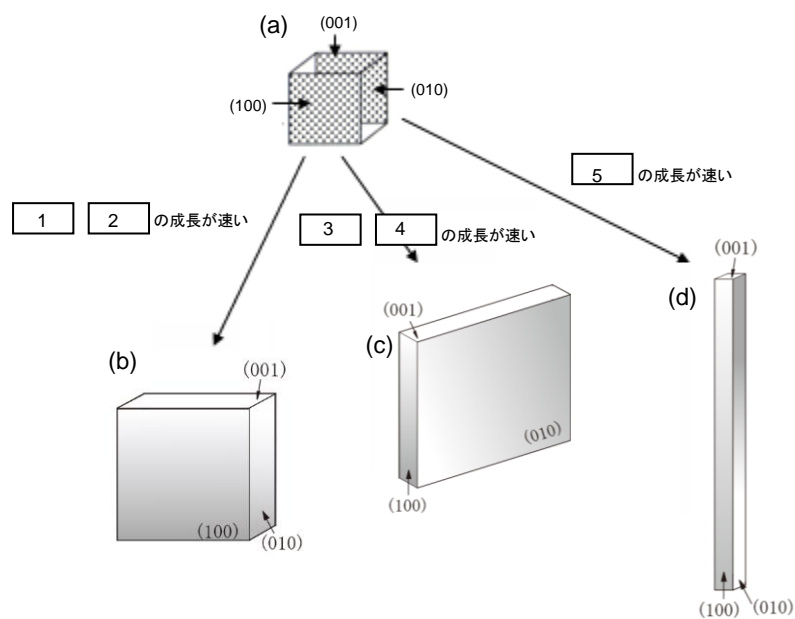 (a)
(001)
(100)
(010)
5 の成長が速い
1 2 の成長が速い
3 4 の成長が速い
(b)
(001)
(100)
(010)
(c)
(001)
(010)
(100)
(d)
(001)
(100)
(010)